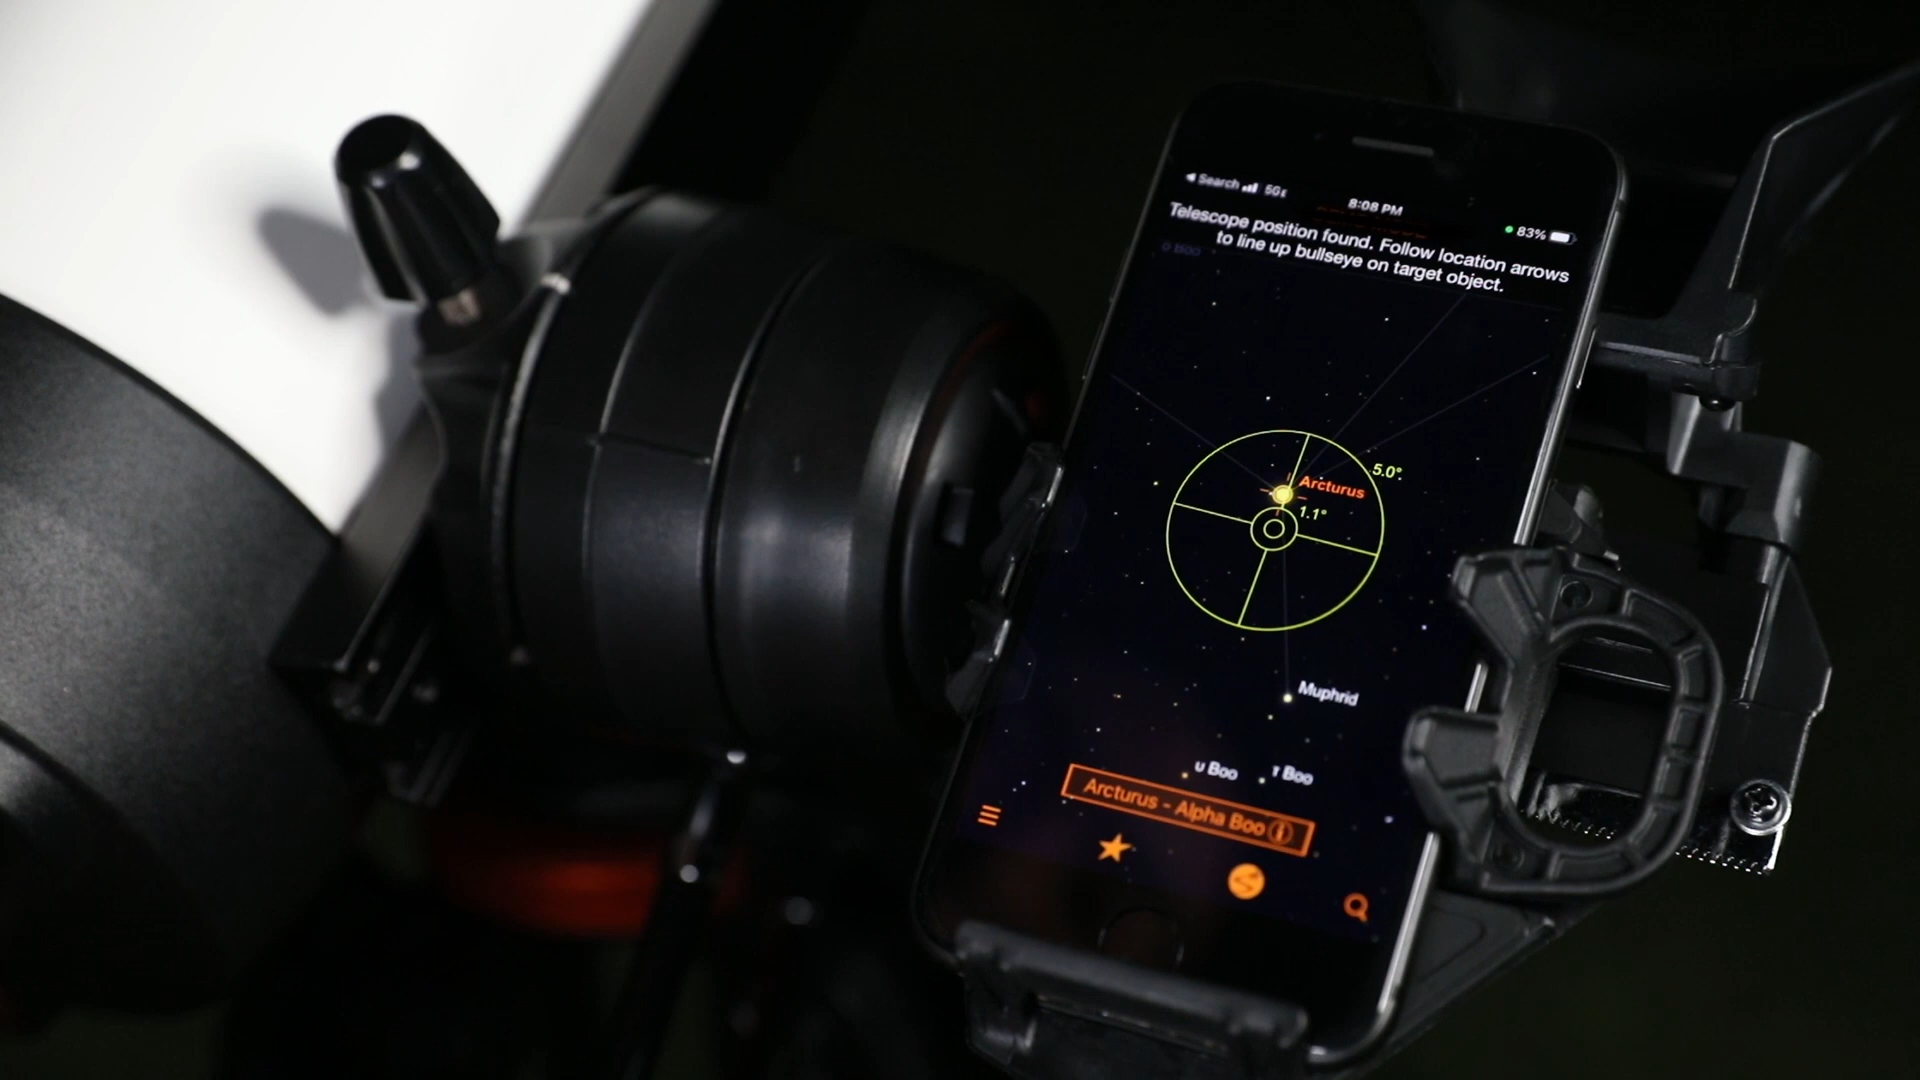 Search 5GE
8:08 PM
83%
Telescope position found. Follow location arrows
to line up bullseye on target object.
5.0°
Arcturus
1.1°
Muphrid
υ Boo
τ Boo
Arcturus - Alpha Boo